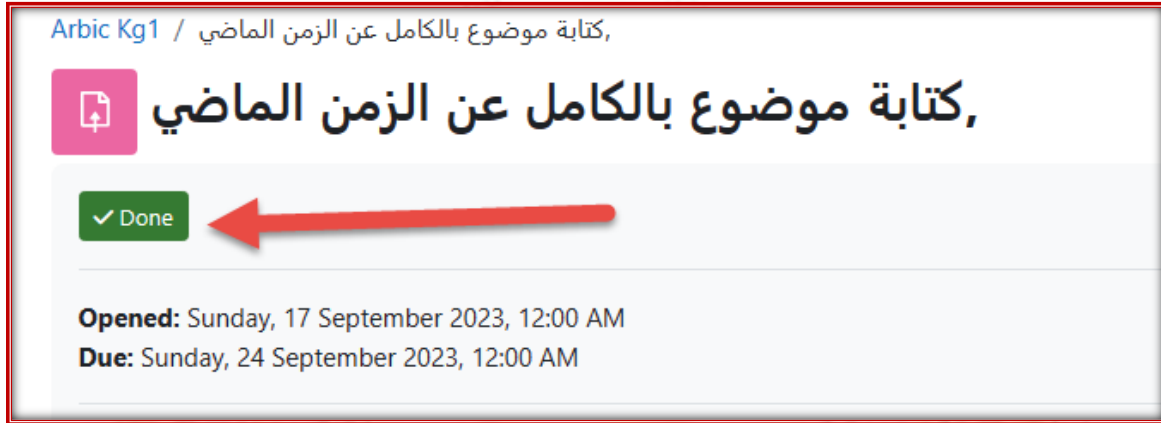 Arbic Kg1 / كتابة موضوع بالكامل عن الزمن الماضي,
كتابة موضوع بالكامل عن الزمن الماضي,
✓ Done
Opened: Sunday, 17 September 2023, 12:00 AM
Due: Sunday, 24 September 2023, 12:00 AM